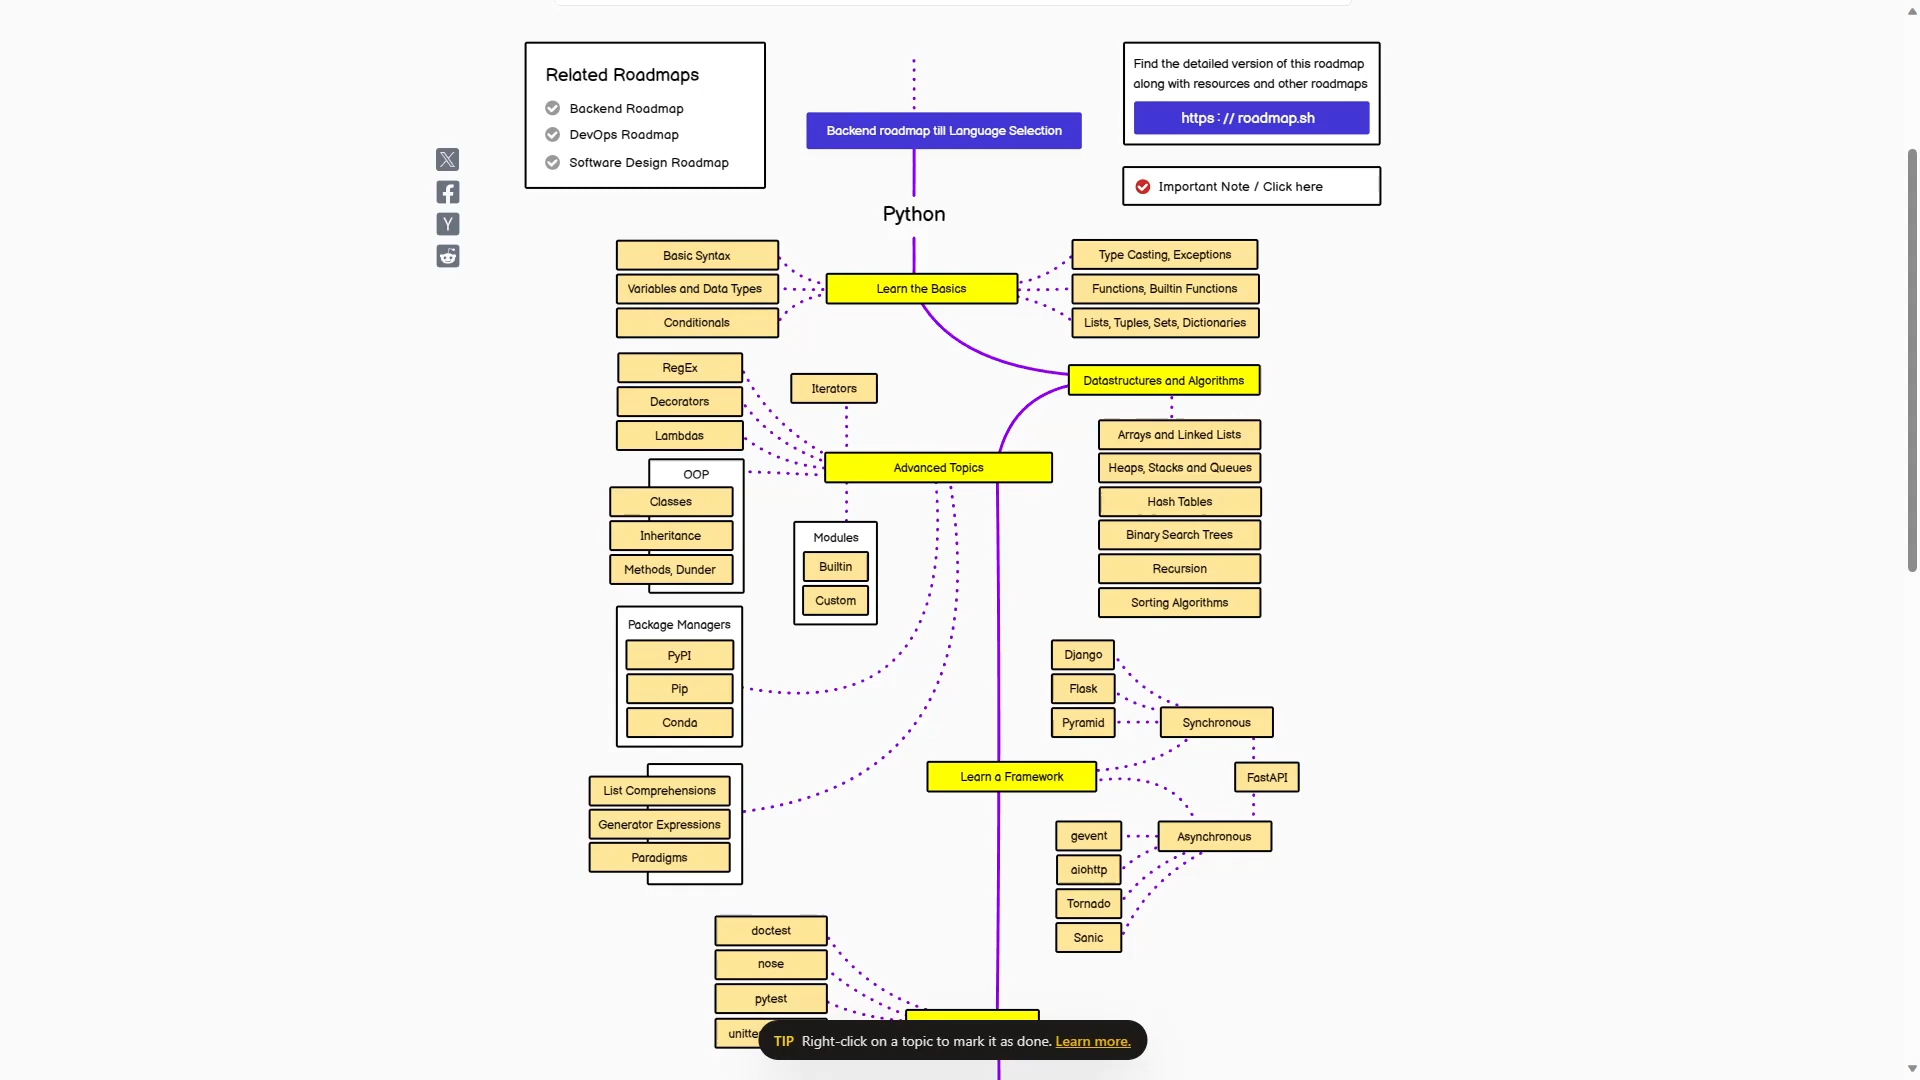 Related Roadmaps
Backend Roadmap
DevOps Roadmap
Software Design Roadmap
Backend roadmap till Language Selection
Find the detailed version of this roadmap
along with resources and other roadmaps
https://roadmap.sh
Important Note / Click here
Python
Basic Syntax
Variables and Data Types
Conditionals
Learn the Basics
Type Casting, Exceptions
Functions, Builtin Functions
Lists, Tuples, Sets, Dictionaries
RegEx
Decorators
Lambdas
Iterators
Datastructures and Algorithms
Arrays and Linked Lists
Heaps, Stacks and Queues
Hash Tables
Binary Search Trees
Recursion
Sorting Algorithms
Advanced Topics
OOP
Classes
Inheritance
Methods, Dunder
Modules
Builtin
Custom
Package Managers
PyPI
Pip
Conda
Django
Flask
Pyramid
Synchronous
Learn a Framework
FastAPI
List Comprehensions
Generator Expressions
Paradigms
gevent
aiohttp
Tornado
Sanic
Asynchronous
doctest
nose
pytest
TIP Right-click on a topic to mark it as done. Learn more.